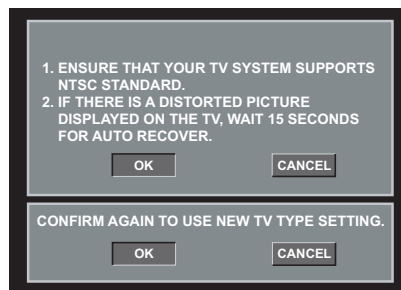 1. ENSURE THAT YOUR TV SYSTEM SUPPORTS
NTSC STANDARD.
2. IF THERE IS A DISTORTED PICTURE
DISPLAYED ON THE TV, WAIT 15 SECONDS
FOR AUTO RECOVER.
OK CANCEL
CONFIRM AGAIN TO USE NEW TV TYPE SETTING.
OK CANCEL